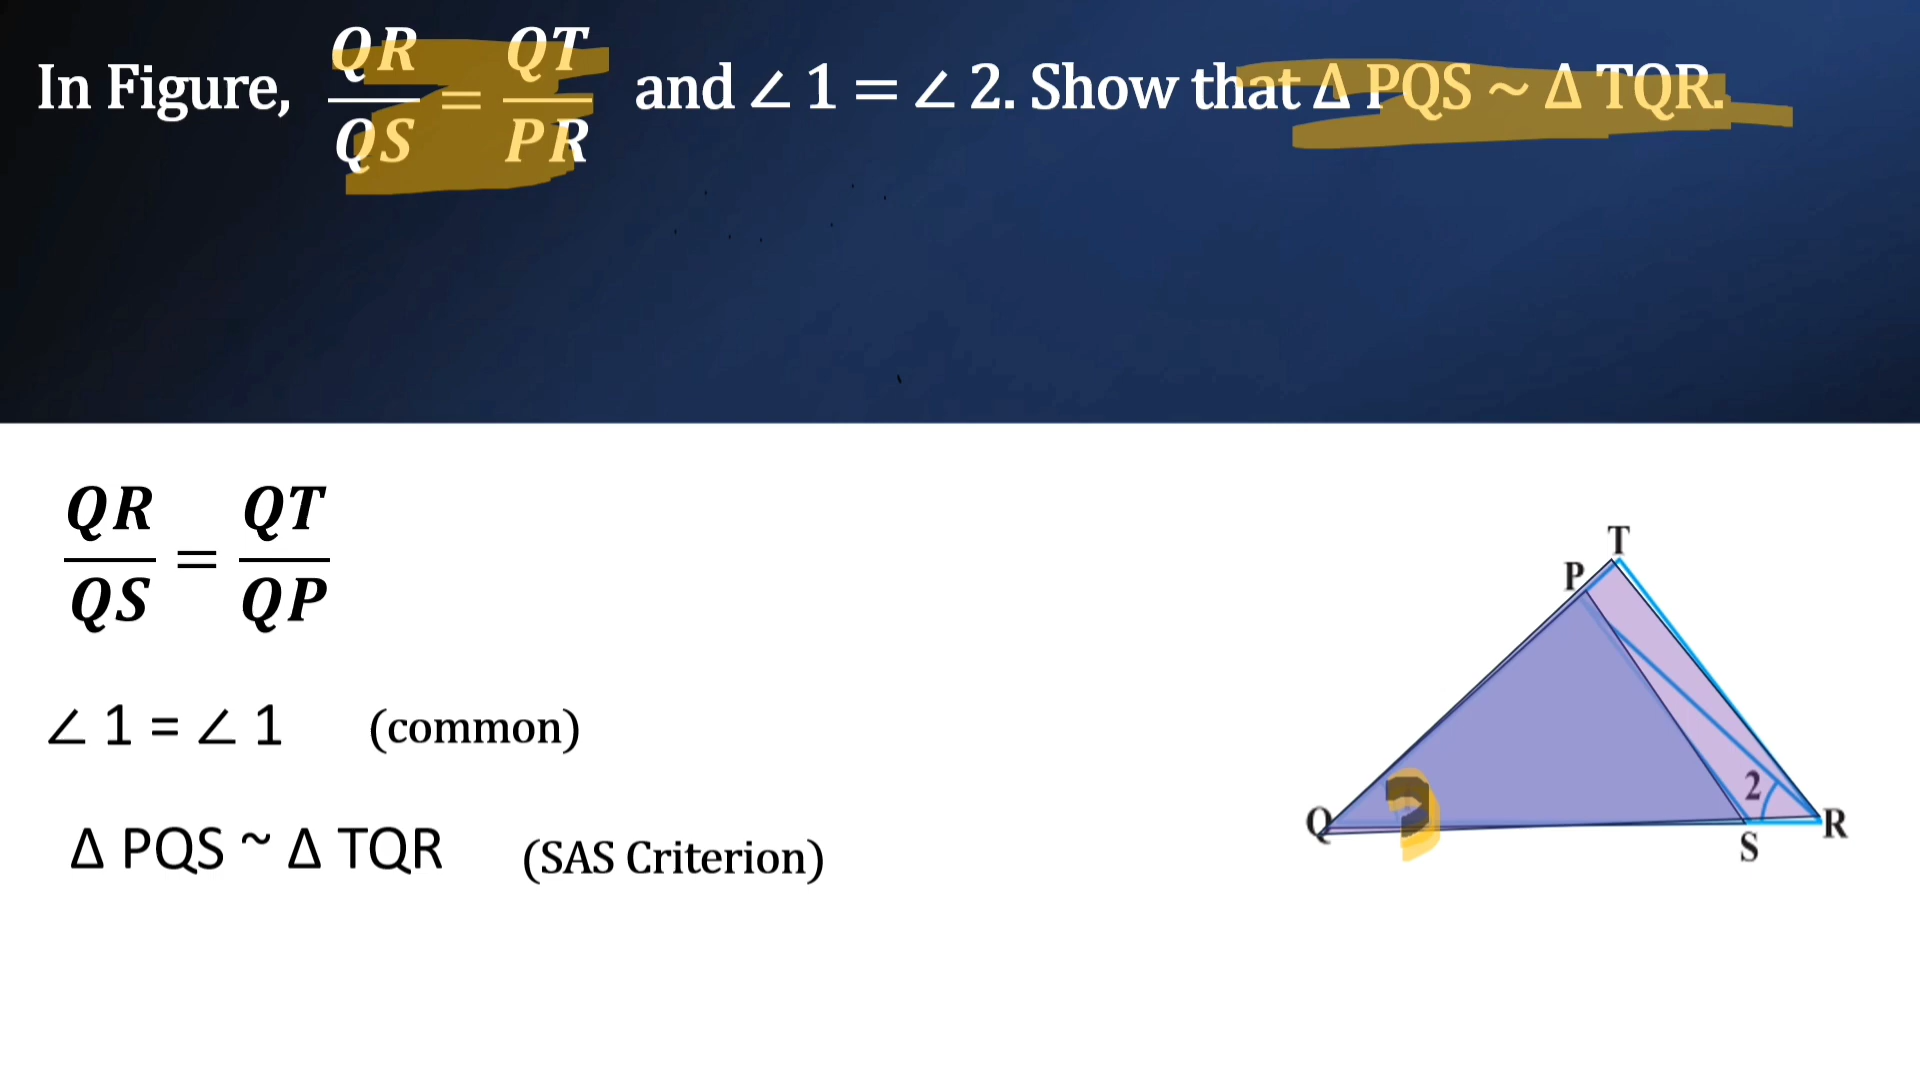 In Figure, QR/QS = QT/PR and ∠ 1 = ∠ 2. Show that Δ PQS ~ Δ TQR.
QR/QS = QT/QP
∠ 1 = ∠ 1 (common)
Δ PQS ~ Δ TQR (SAS Criterion)
T
P
2
Q
R
S